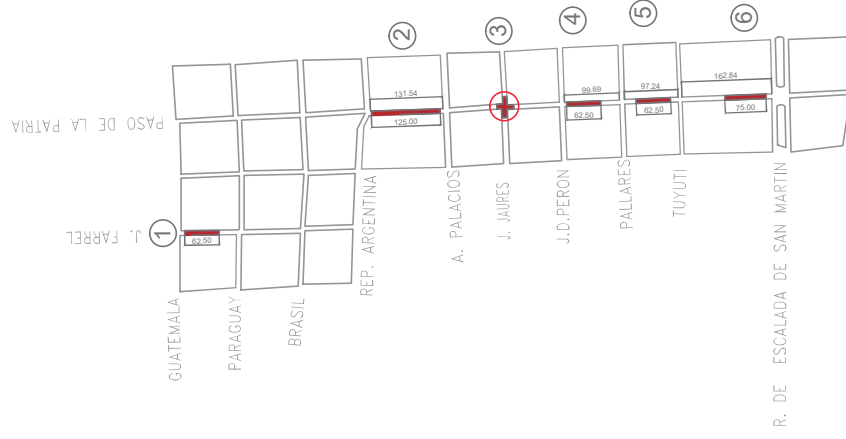 1
2
3
4
5
6
PASO DE LA PATRIA
J. FARREL
131.54
125.00
99.69
62.50
97.24
62.50
162.84
75.00
62.50
GUATEMALA
PARAGUAY
BRASIL
REP. ARGENTINA
A. PALACIOS
J. JAURES
J.D.PERON
PALLARES
TUYUTI
R. DE ESCALADA DE SAN MARTIN